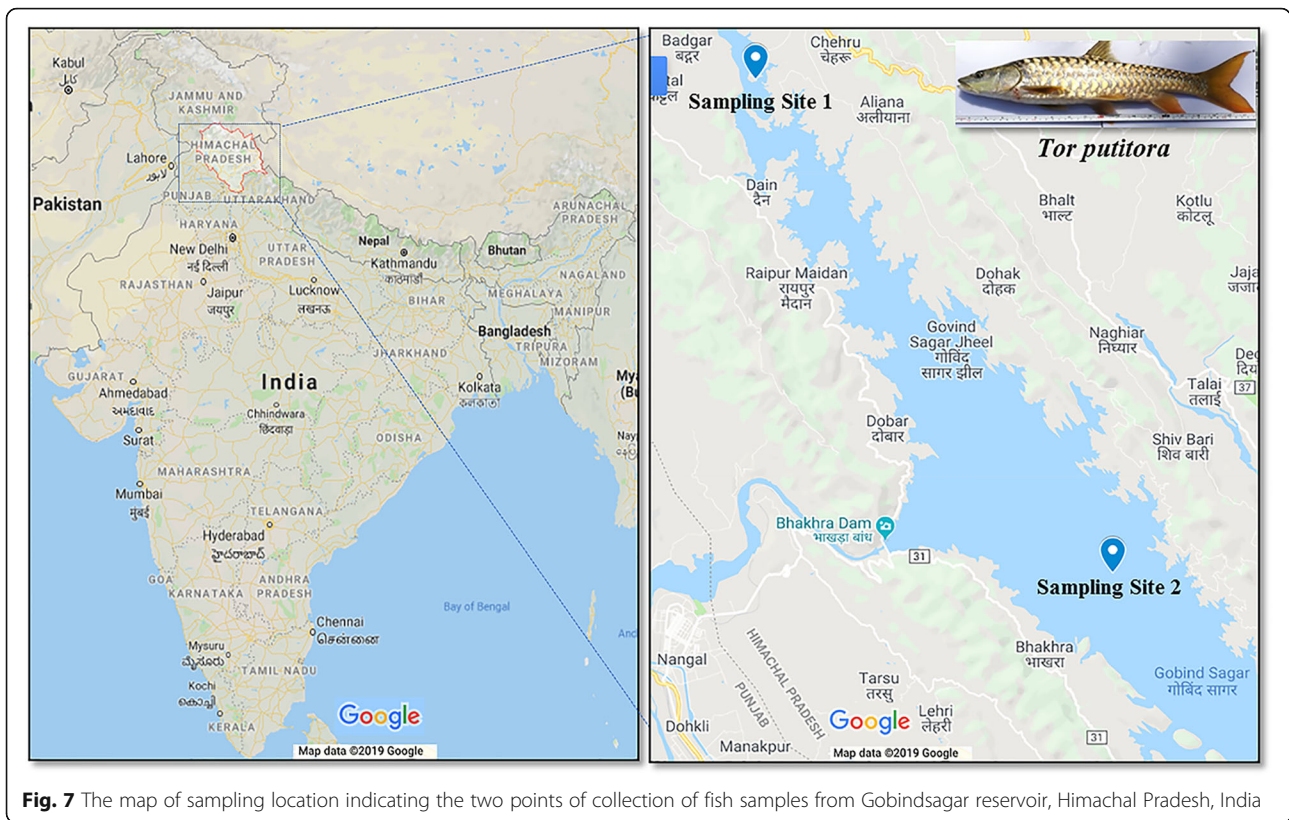 Kabul
کابل
JAMMU AND
KASHMIR
HIMACHAL
PRADESH
Lahore
لاہور
PUNJAB
UTTARAKHAND
Pakistan
HARYANA
New Delhi
नई दिल्ली
UTTAR
PRADESH
Nepal
Kathmandu
काठमाडौं
Bhutan
ARUNACHAL
PRADESH
RAJASTHAN
Jaipur
जयपुर
Lucknow
लखनऊ
BIHAR
NAGALAND
MEGHALAYA
MANIPUR
Bangladesh
TRIPURA
MIZORAM
JHARKHAND
GUJARAT
Ahmedabad
અમદાવાદ
India
Kolkata
কলকাতা
Chhindwara
छिंदवाड़ा
Surat
સુરત
ODISHA
MAHARASHTRA
Mumbai
मुंबई
TELANGANA
Hyderabad
హైదరాబాద్
GOA
KARNATAKA
ANDHRA
PRADESH
Bay of Bengal
Chennai
சென்னை
Mysuru
ಮೈಸೂರು
TAMIL NADU
Kochi
കൊച്ചി
KERALA
Google
Map data ©2019 Google
Badgar
बद्गर
Chehru
चेहरू
Sampling Site 1
Aliana
अलीयाना
Tor putitora
Dain
दैन
Bhalt
भाल्ट
Kotlu
कोटलू
Raipur Maidan
रायपुर
मैदान
Dohak
दोहक
Govind
Sagar Jheel
गोविंद
सागर झील
Naghiar
निघ्यार
Talai
तलाई
37
Dobar
दोबार
Shiv Bari
शिव बारी
Bhakhra Dam
भाखड़ा बांध
31
Sampling Site 2
Bhakhra
भाखरा
Gobind Sagar
गोबिंद सागर
HIMACHAL PRADESH
PUNJAB
Nangal
Tarsu
तरसु
Lehri
लेहरी
Dohkli
Manakpur
31
Google
Map data ©2019 Google
Fig. 7 The map of sampling location indicating the two points of collection of fish samples from Gobindsagar reservoir, Himachal Pradesh, India